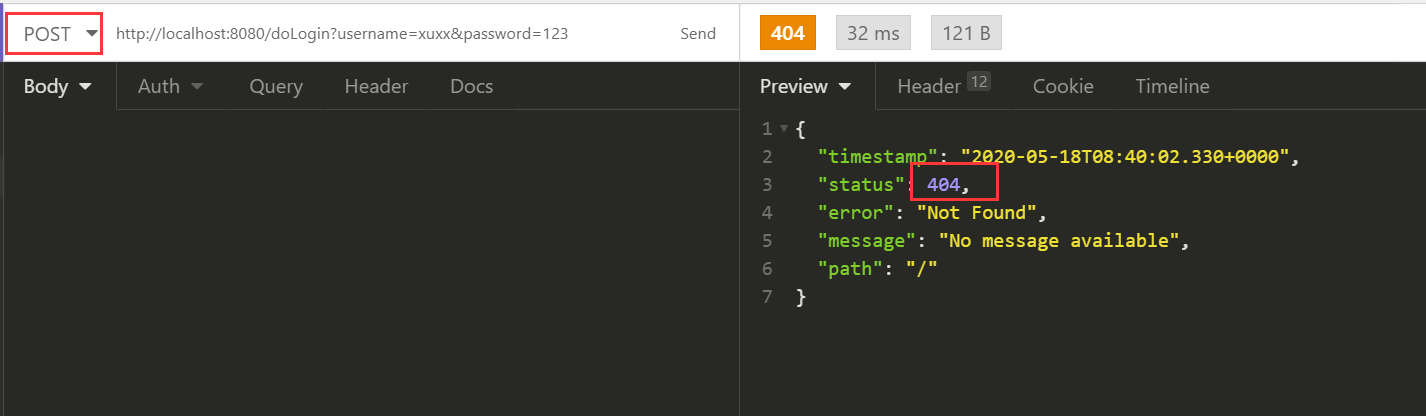 POST http://localhost:8080/doLogin?username=xuxx&password=123 Send
404 32 ms 121 B
Body Auth Query Header Docs
Preview Header 12 Cookie Timeline
1 {
2 "timestamp": "2020-05-18T08:40:02.330+0000",
3 "status": 404,
4 "error": "Not Found",
5 "message": "No message available",
6 "path": "/"
7 }